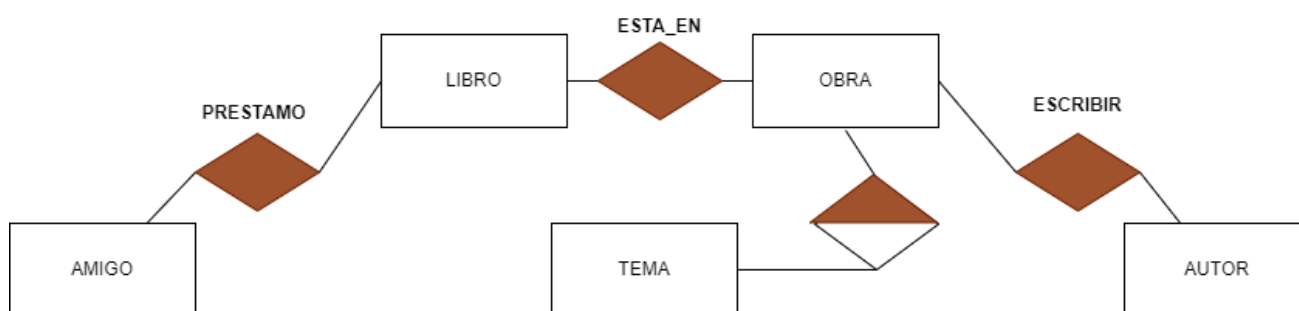 ESTA_EN
LIBRO
OBRA
PRESTAMO
ESCRIBIR
AMIGO
TEMA
AUTOR